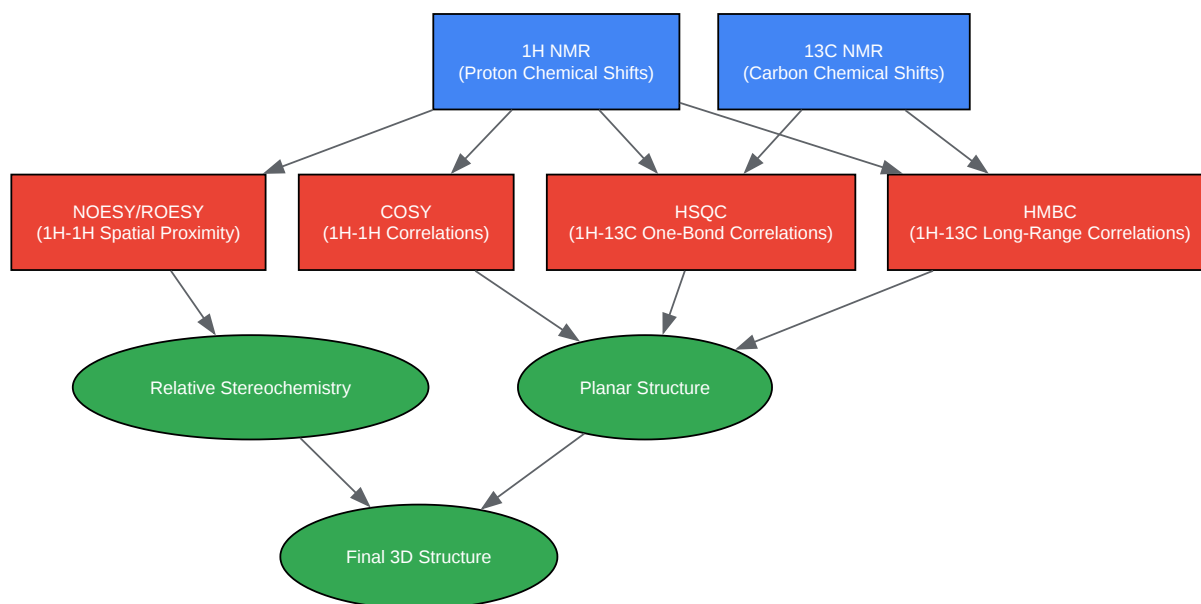 1H NMR
(Proton Chemical Shifts)
13C NMR
(Carbon Chemical Shifts)
NOESY/ROESY
(1H-1H Spatial Proximity)
COSY
(1H-1H Correlations)
HSQC
(1H-13C One-Bond Correlations)
HMBC
(1H-13C Long-Range Correlations)
Relative Stereochemistry
Planar Structure
Final 3D Structure